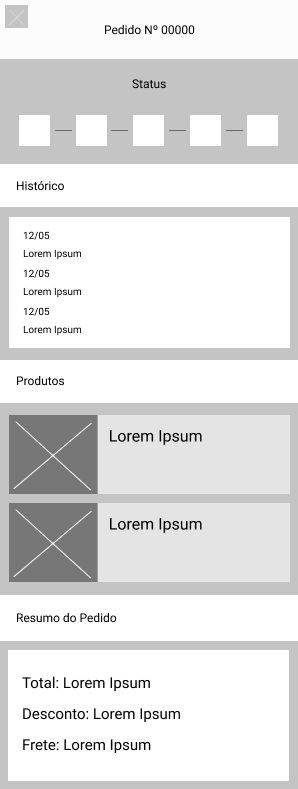 Pedido Nº 00000
Status
Histórico
12/05
Lorem Ipsum
12/05
Lorem Ipsum
12/05
Lorem Ipsum
Produtos
Lorem Ipsum
Lorem Ipsum
Resumo do Pedido
Total: Lorem Ipsum
Desconto: Lorem Ipsum
Frete: Lorem Ipsum